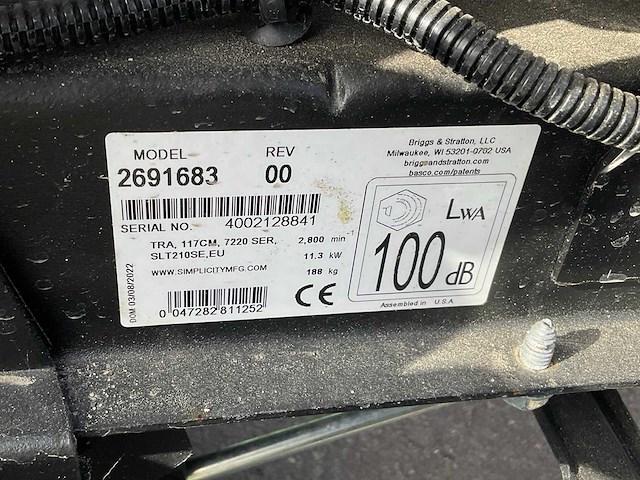 MODEL REV
2691683 00
SERIAL NO. 4002128841
TRA, 117CM, 7220 SER, 2,800 min⁻¹
SLT210SE,EU 11.3 kW
WWW.SIMPLICITYMFG.COM 188 kg
DOM 03/08/2022
0 047282 811252
CE
Briggs & Stratton, LLC
Milwaukee, WI 53201-0702 USA
briggsandstratton.com
basco.com/patents
LWA
100 dB
Assembled in U.S.A.